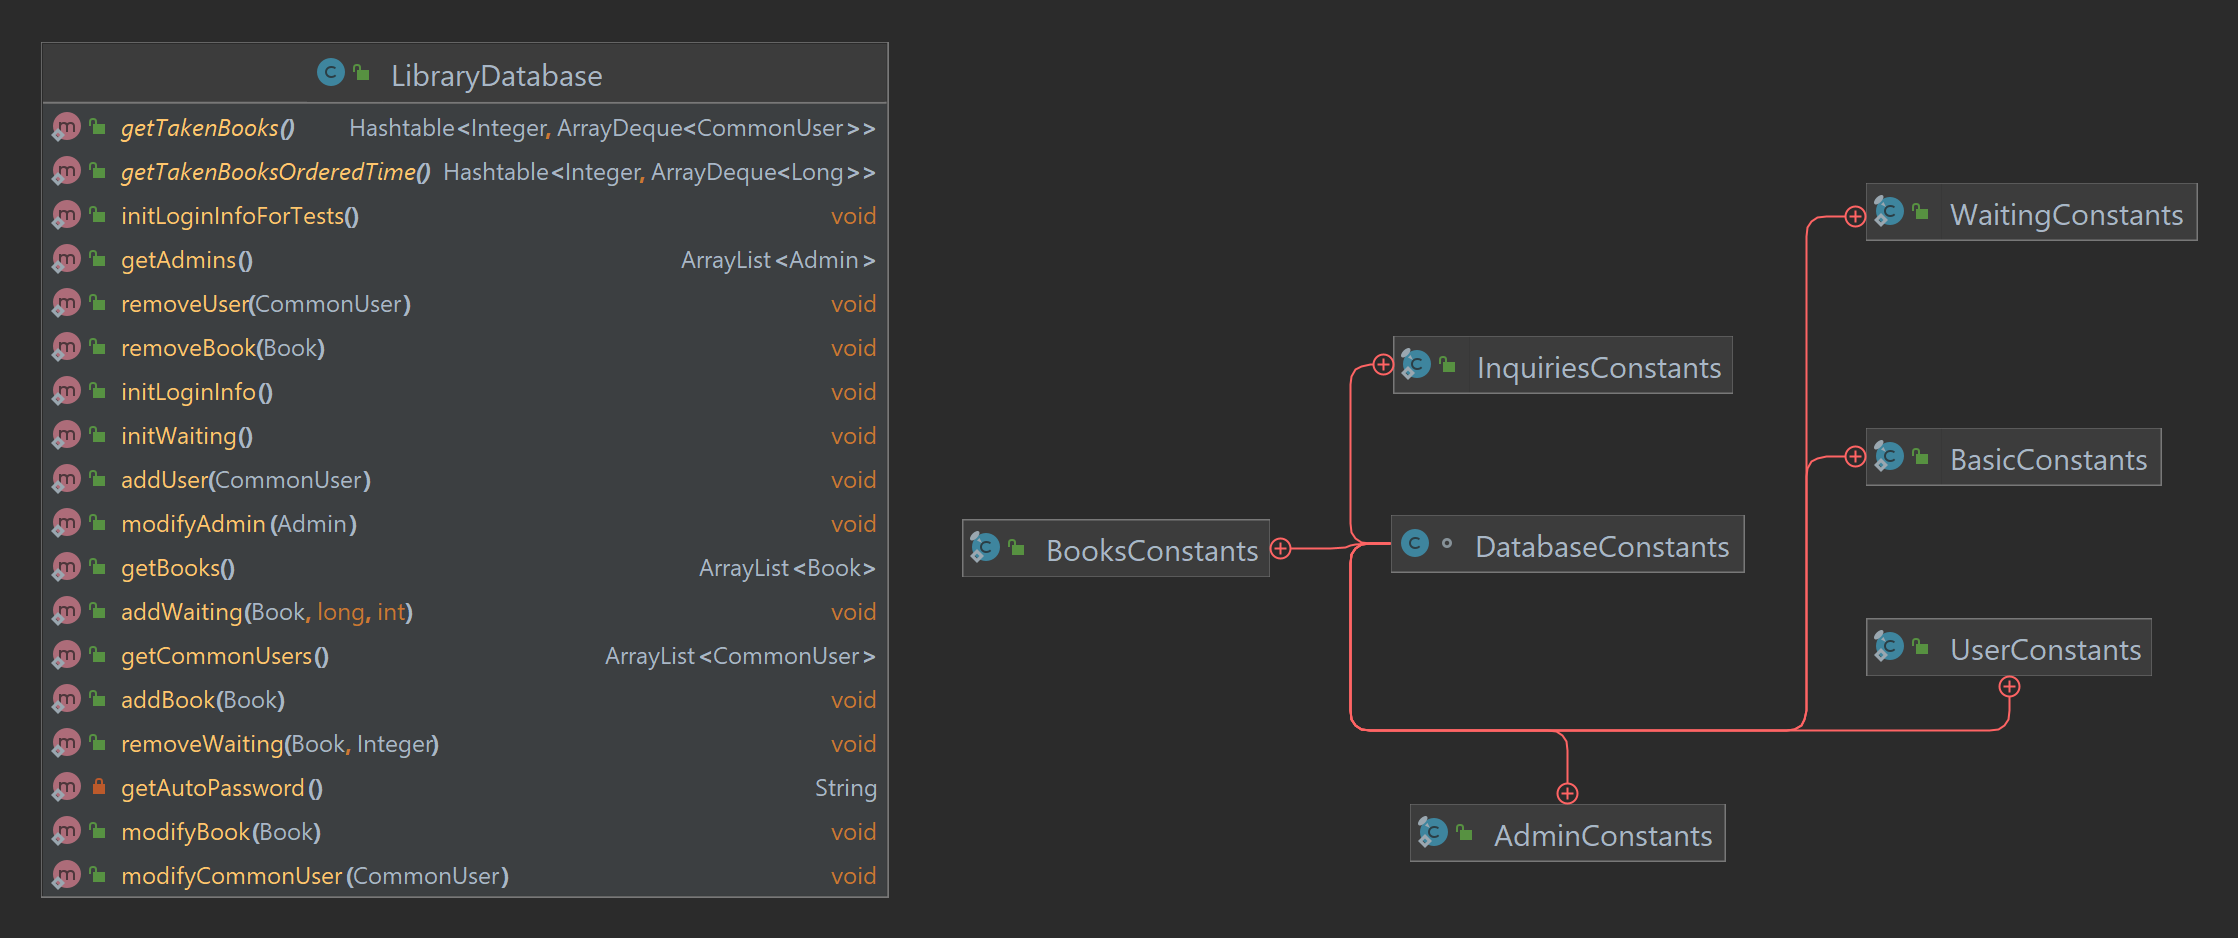 LibraryDatabase
getTakenBooks() Hashtable<Integer, ArrayDeque<CommonUser>>
getTakenBooksOrderedTime() Hashtable<Integer, ArrayDeque<Long>>
initLoginInfoForTests() void
getAdmins() ArrayList<Admin>
removeUser(CommonUser) void
removeBook(Book) void
initLoginInfo() void
initWaiting() void
addUser(CommonUser) void
modifyAdmin(Admin) void
getBooks() ArrayList<Book>
addWaiting(Book, long, int) void
getCommonUsers() ArrayList<CommonUser>
addBook(Book) void
removeWaiting(Book, Integer) void
getAutoPassword() String
modifyBook(Book) void
modifyCommonUser(CommonUser) void
WaitingConstants
InquiriesConstants
BasicConstants
BooksConstants
DatabaseConstants
UserConstants
AdminConstants